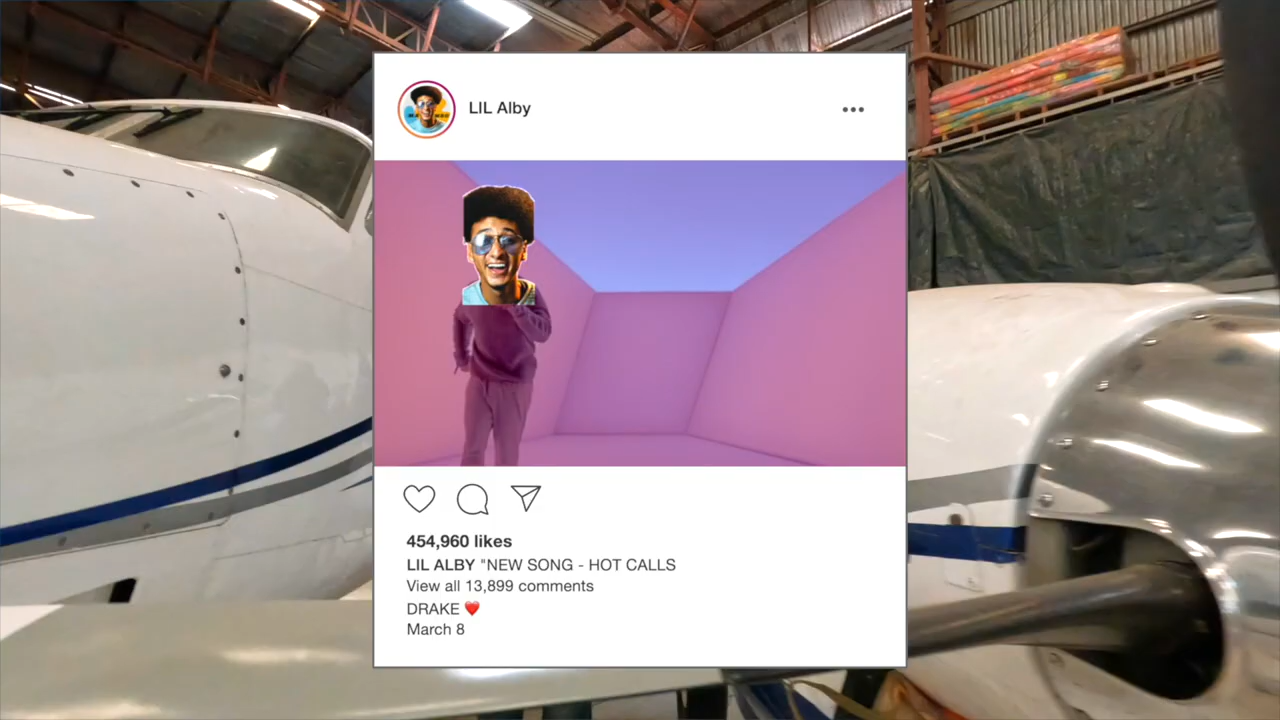 LIL Alby
454,960 likes
LIL ALBY "NEW SONG - HOT CALLS
View all 13,899 comments
DRAKE ❤️
March 8